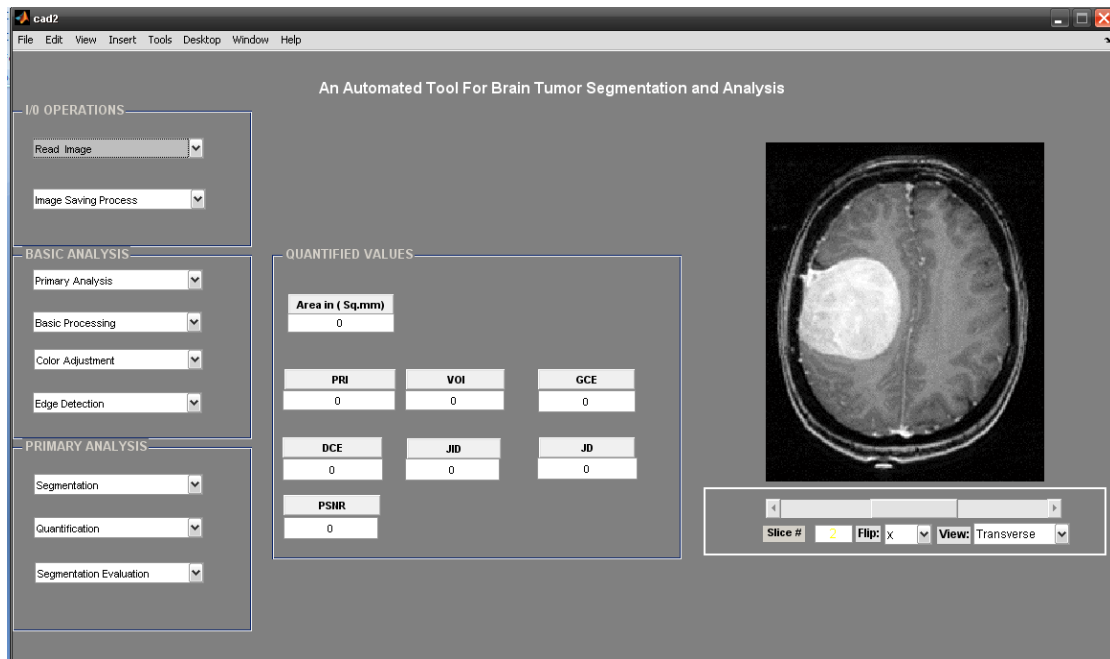 cad2
File Edit View Insert Tools Desktop Window Help
An Automated Tool For Brain Tumor Segmentation and Analysis
I/0 OPERATIONS
Read Image
Image Saving Process
BASIC ANALYSIS
Primary Analysis
Basic Processing
Color Adjustment
Edge Detection
PRIMARY ANALYSIS
Segmentation
Quantification
Segmentation Evaluation
QUANTIFIED VALUES
Area in ( Sq.mm)
0
PRI VOI GCE
0 0 0
DCE JID JD
0 0 0
PSNR
0
Slice # 2 Flip: x View: Transverse